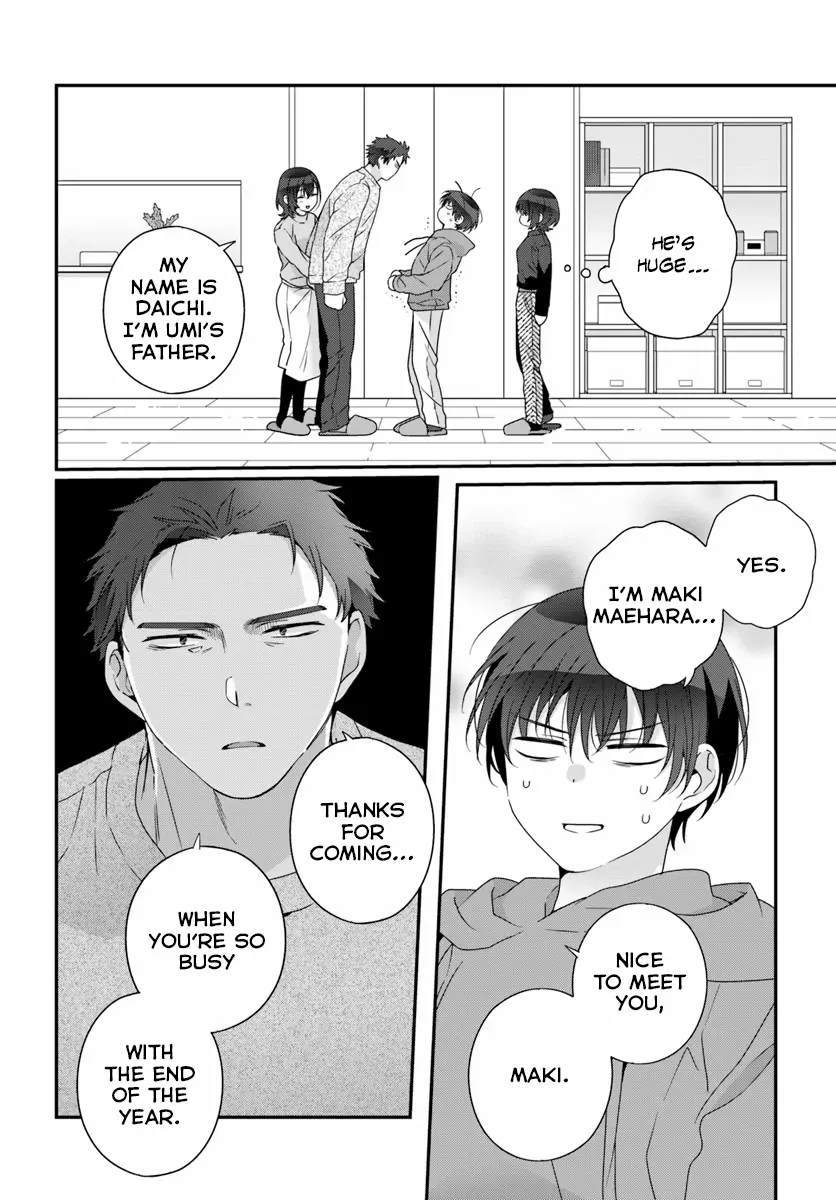 HE'S
HUGE...
MY
NAME IS
DAICHI.
I'M UMI'S
FATHER.
YES.
I'M MAKI
MAEHARA...
NICE
TO MEET
YOU,
MAKI.
THANKS
FOR
COMING...
WHEN
YOU'RE SO
BUSY
WITH
THE END
OF THE
YEAR.